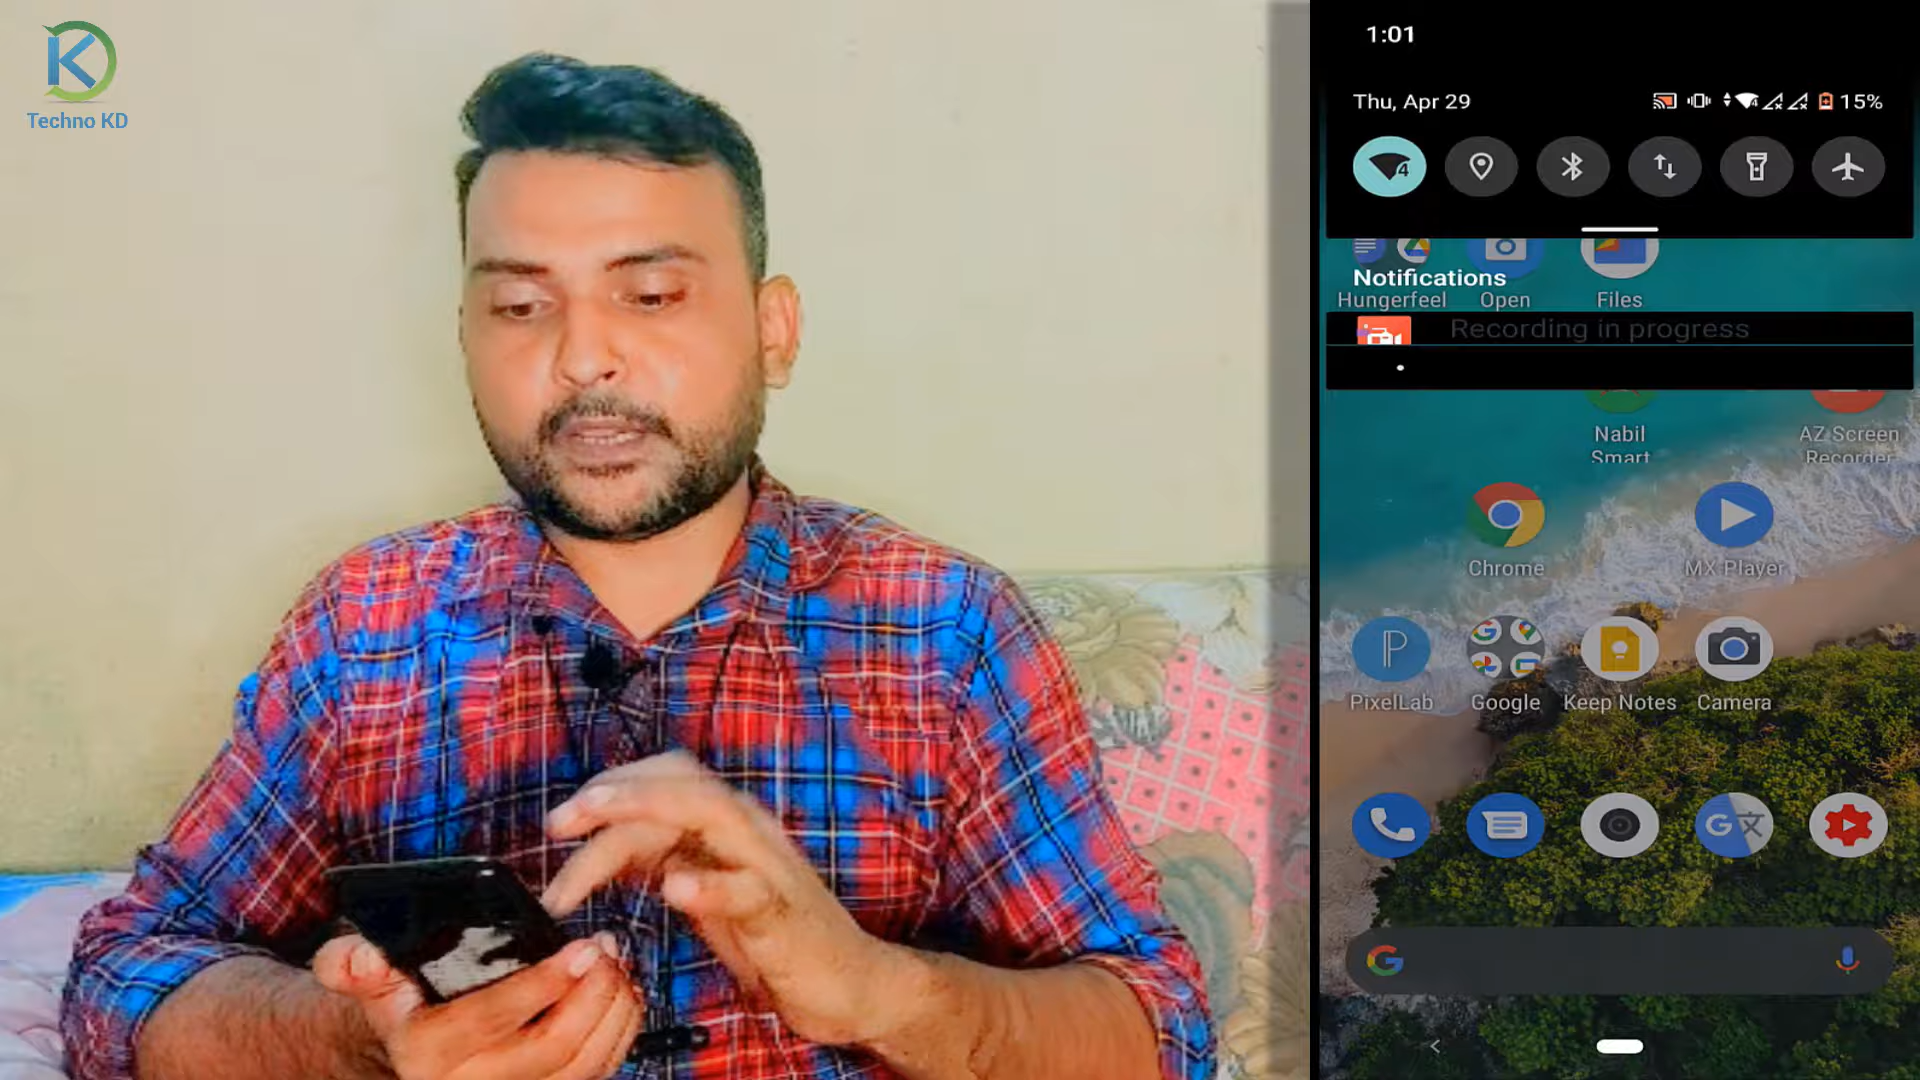 Techno KD
1:01
Thu, Apr 29
15%
4
Notifications
Hungerfeel
Open
Files
Recording in progress
Nabil
Smart
AZ Screen
Recorder
Chrome
MX Player
PixelLab
Google
Keep Notes
Camera